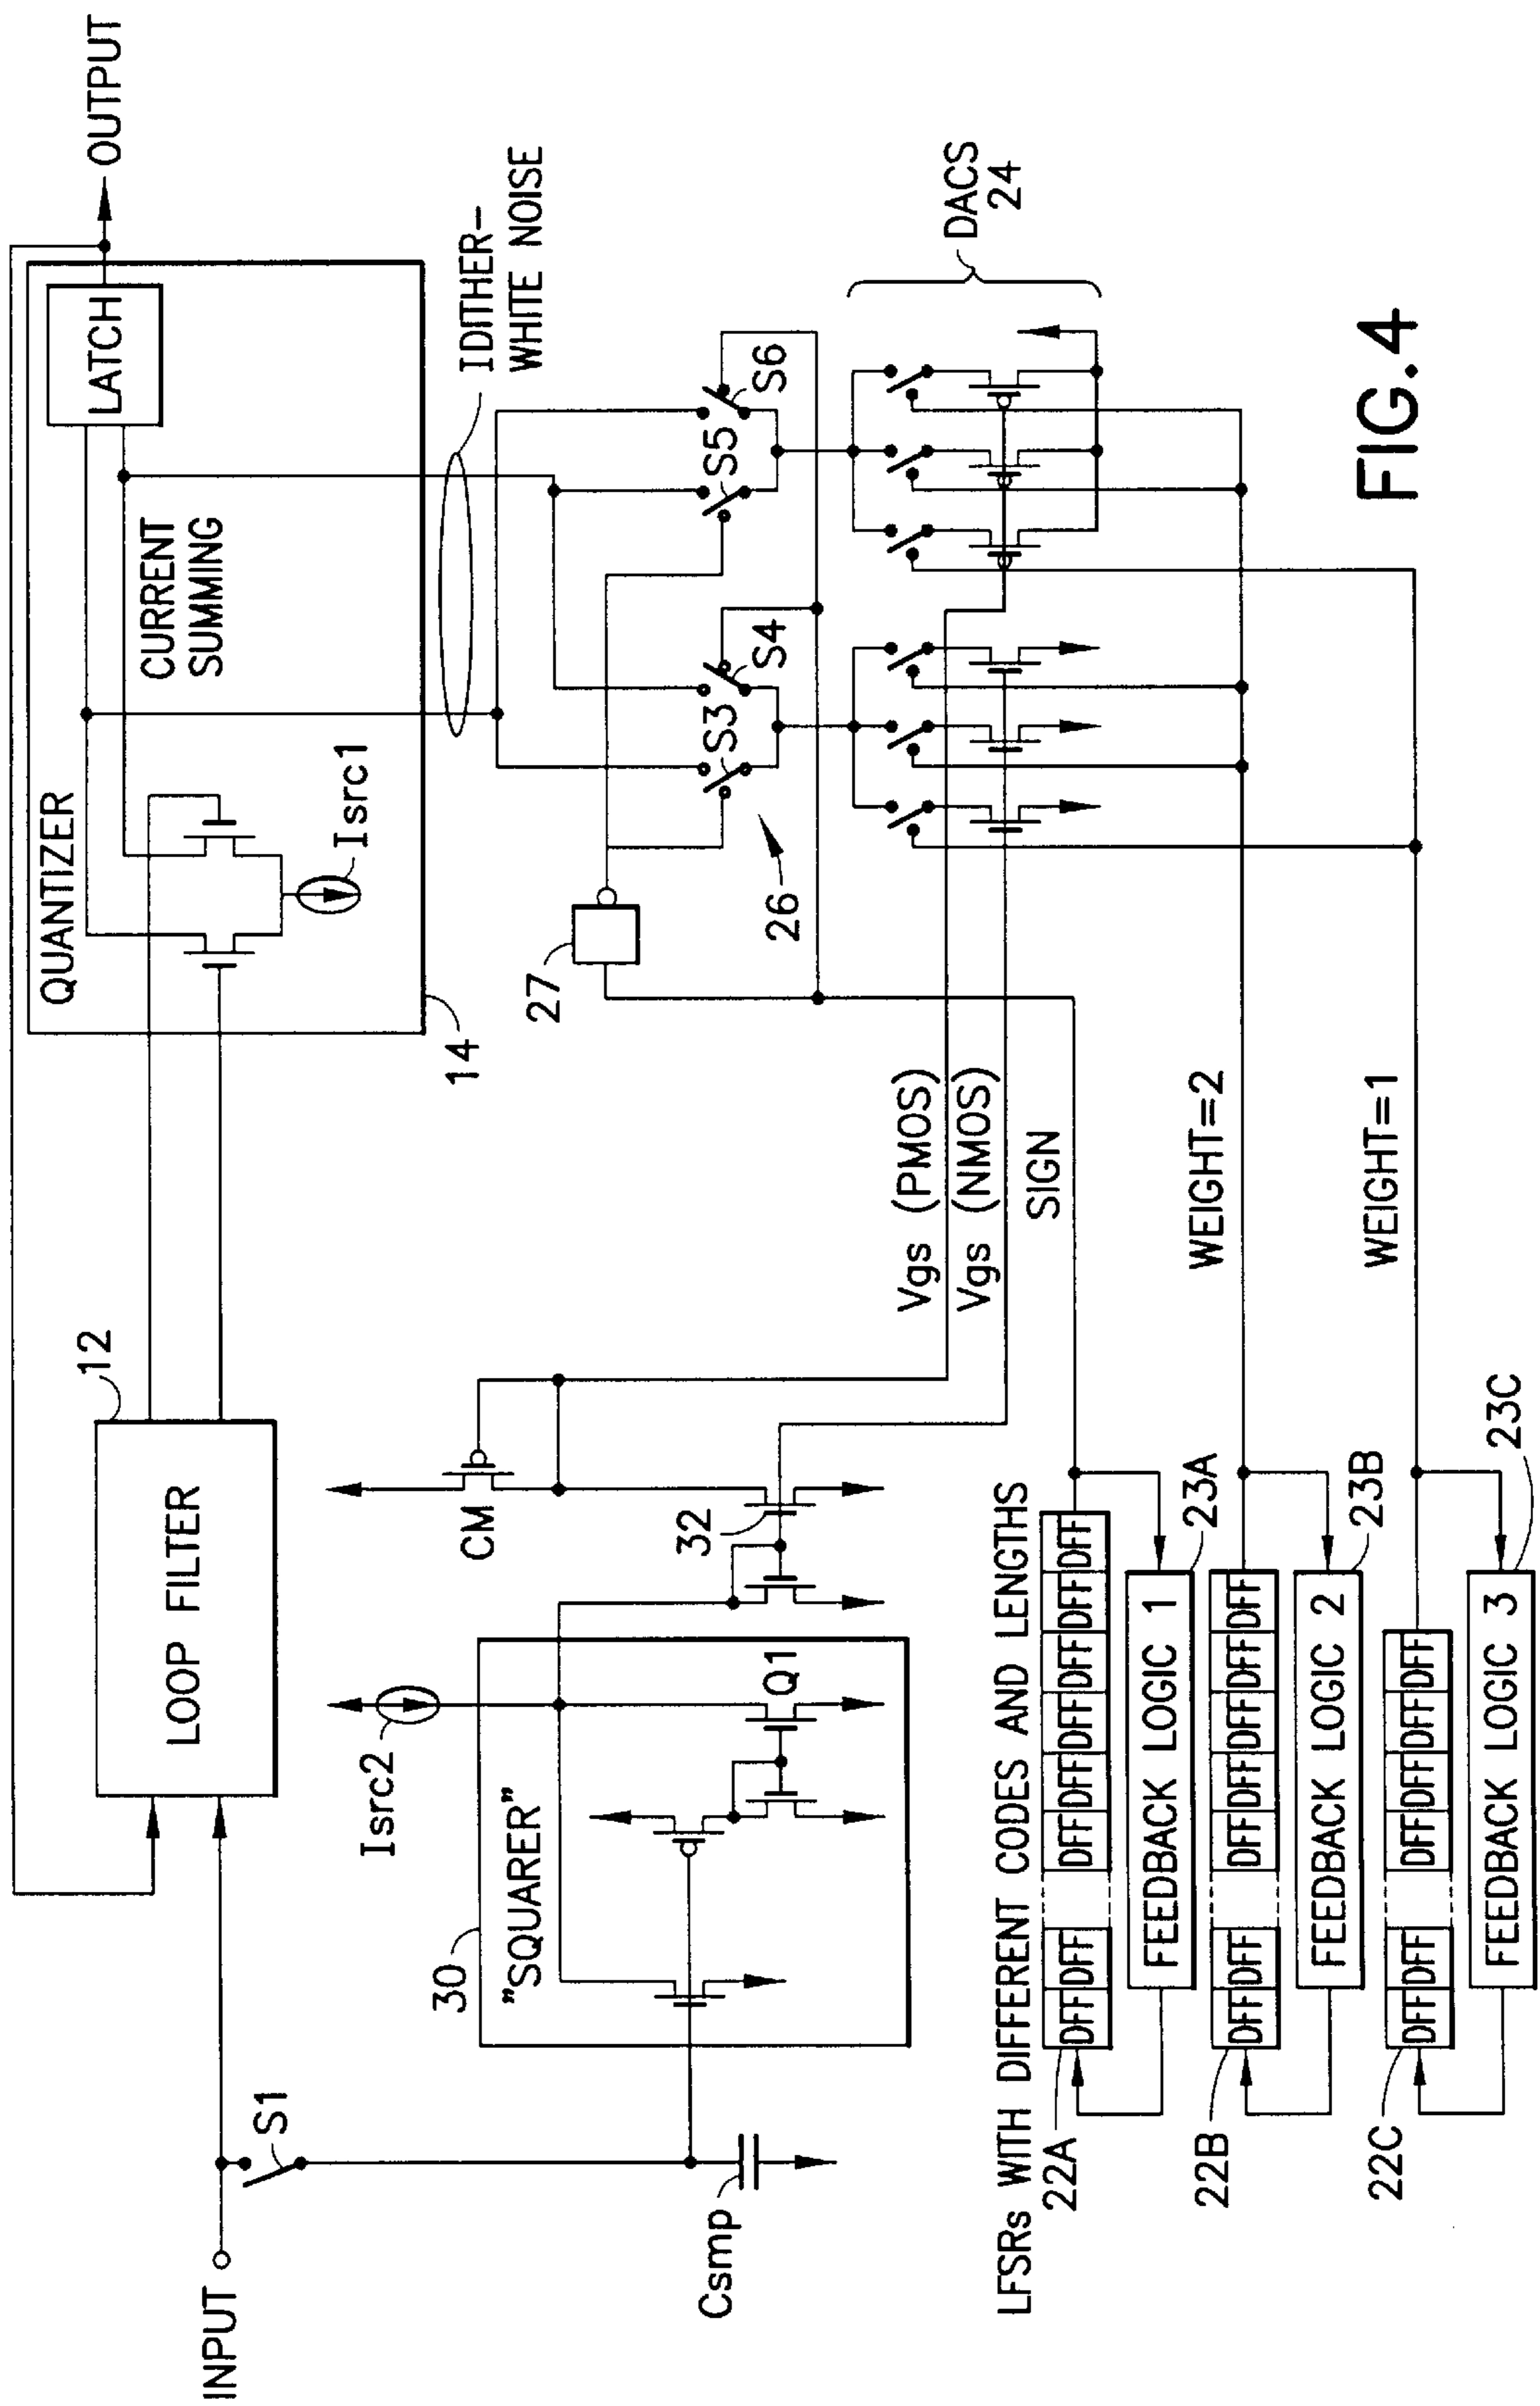 INPUT
S1
Csmp
12
LOOP FILTER
QUANTIZER
14
Isrc1
CURRENT
SUMMING
LATCH
OUTPUT
IDITHER-
WHITE NOISE
30
"SQUARER"
Isrc2
Q1
CM
32
27
26
S3
S4
S5
S6
DACS
24
Vgs (PMOS)
Vgs (NMOS)
SIGN
WEIGHT=2
WEIGHT=1
LFSRs WITH DIFFERENT CODES AND LENGTHS
22A
DFF DFF DFF DFF DFF DFF DFF DFF
FEEDBACK LOGIC 1
23A
22B
DFF DFF DFF DFF DFF DFF DFF
FEEDBACK LOGIC 2
23B
22C
DFF DFF DFF DFF DFF DFF
FEEDBACK LOGIC 3
23C
FIG.4